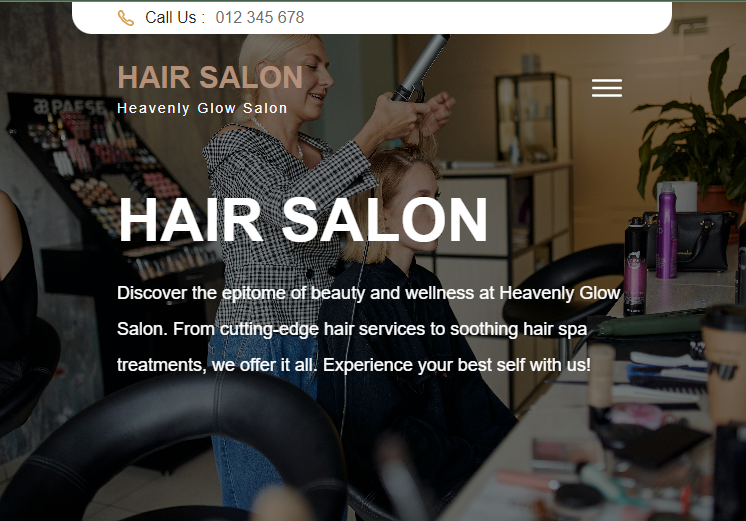 Call Us : 012 345 678
HAIR SALON
Heavenly Glow Salon
PAESE
HAIR SALON
Discover the epitome of beauty and wellness at Heavenly Glow
Salon. From cutting-edge hair services to soothing hair spa
treatments, we offer it all. Experience your best self with us!